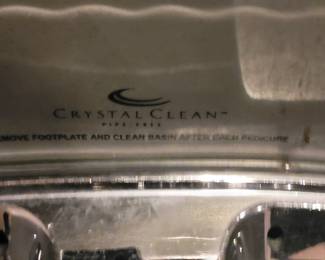 CRYSTAL CLEAN™
PIPE-FREE
MOVE FOOTPLATE AND CLEAN BASIN AFTER EACH PEDICURE